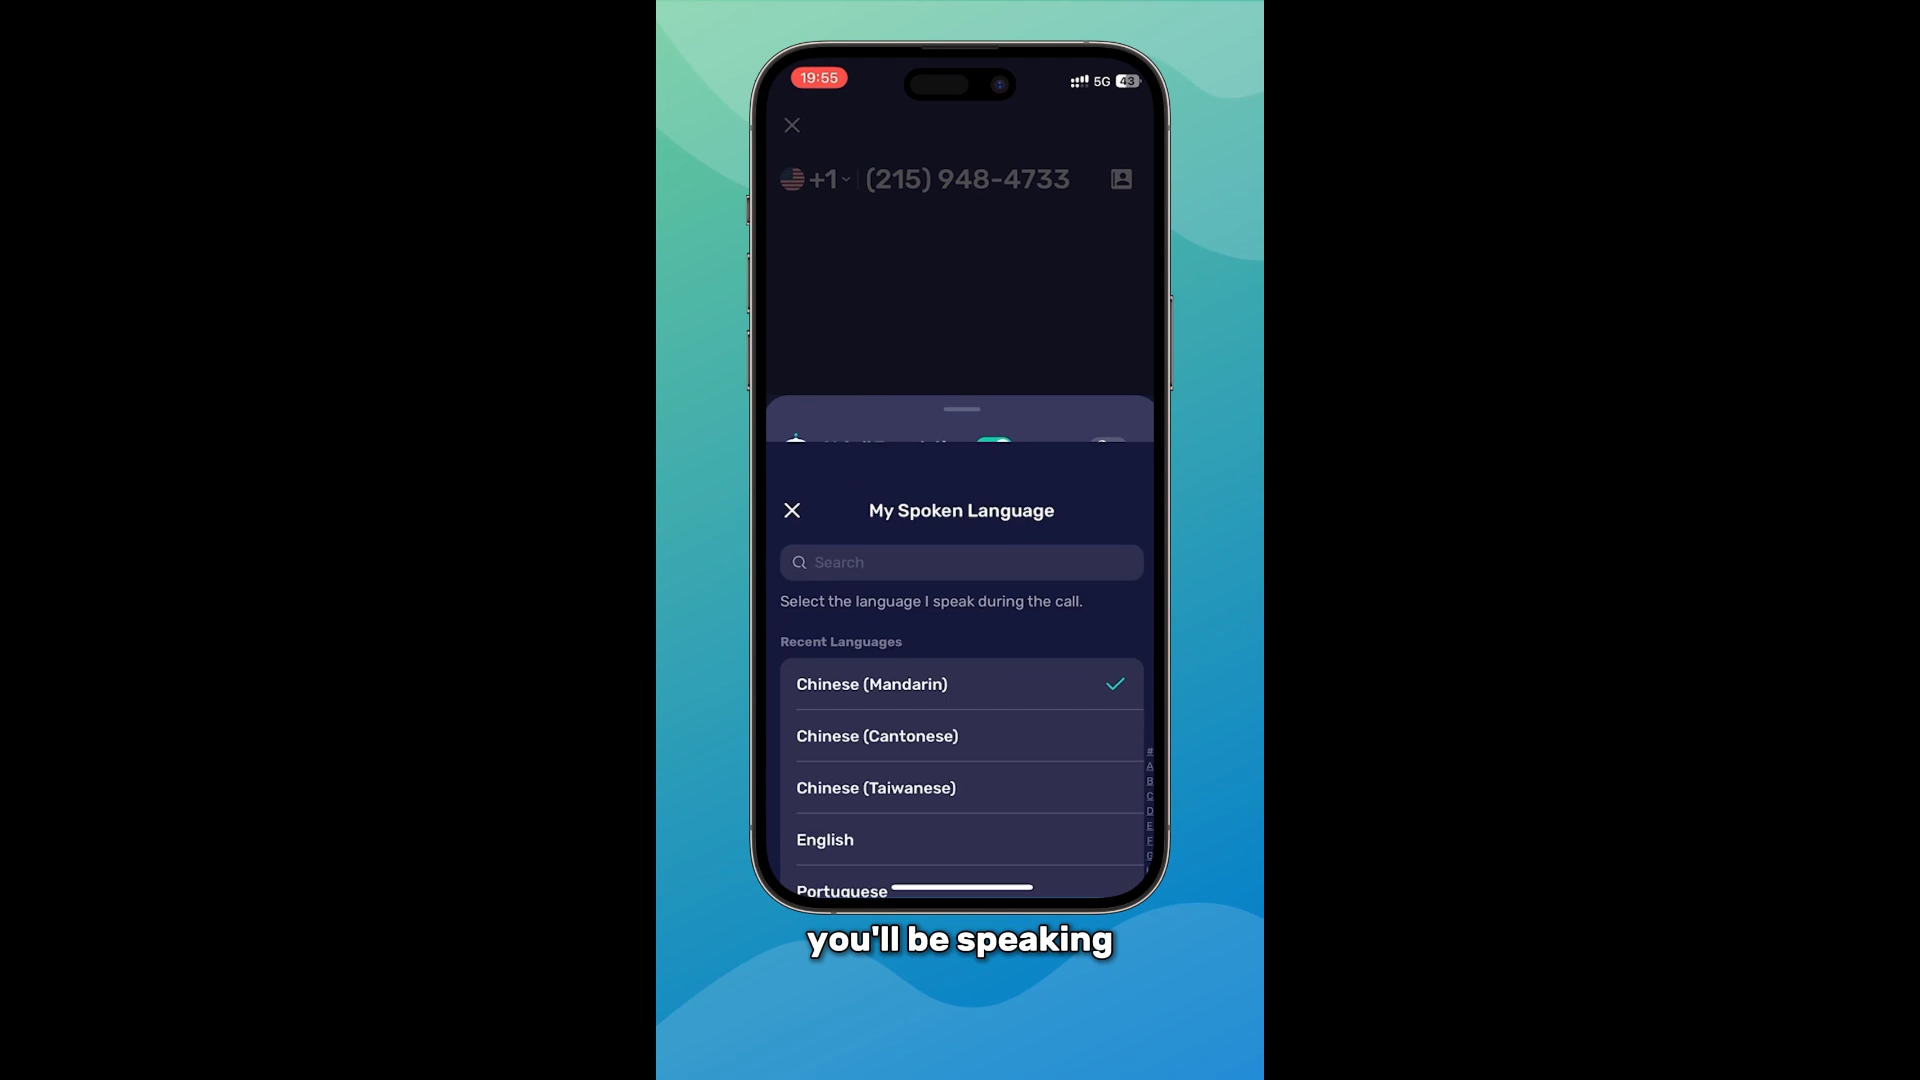 19:55
5G 43
+1 (215) 948-4733
My Spoken Language
Search
Select the language I speak during the call.
Recent Languages
Chinese (Mandarin)
Chinese (Cantonese)
Chinese (Taiwanese)
English
Portuguese
#
A
B
C
D
E
F
G
you'll be speaking